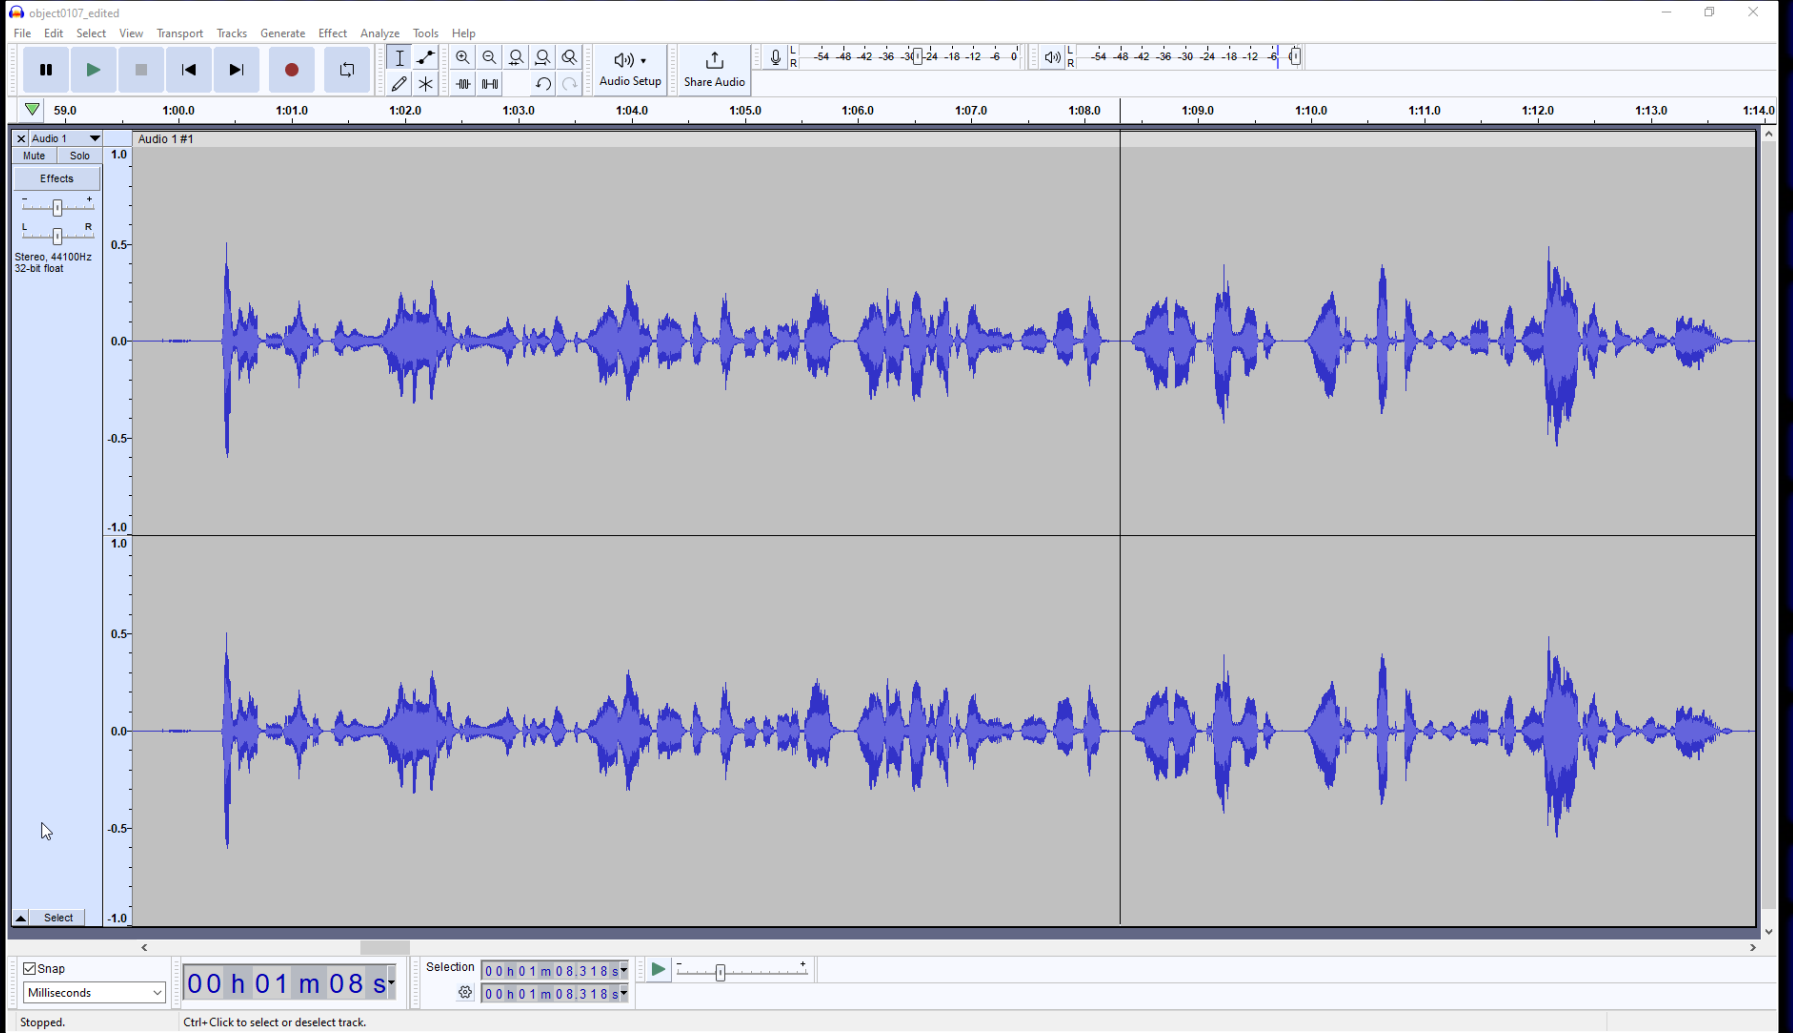 object0107_edited
File Edit Select View Transport Tracks Generate Effect Analyze Tools Help
Audio Setup
Share Audio
L
R
-54 -48 -42 -36 -30 -24 -18 -12 -6 0
L
R
-54 -48 -42 -36 -30 -24 -18 -12 -6 0
59.0 1:00.0 1:01.0 1:02.0 1:03.0 1:04.0 1:05.0 1:06.0 1:07.0 1:08.0 1:09.0 1:10.0 1:11.0 1:12.0 1:13.0 1:14.0
Audio 1
Audio 1 #1
Mute Solo
Effects
- +
L R
Stereo, 44100Hz
32-bit float
1.0
0.5
0.0
-0.5
-1.0
1.0
0.5
0.0
-0.5
-1.0
Select
Snap
Milliseconds
00 h 01 m 08 s
Selection
00 h 01 m 08.318 s
00 h 01 m 08.318 s
- +
Stopped.
Ctrl+Click to select or deselect track.